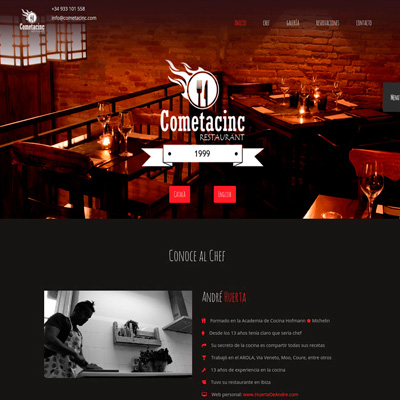 +34 933 101 558
info@cometacinc.com
Cometacinc
INICIO
CHEF
GALERÍA
RESERVACIONES
MENÚ
Menu
Cometacinc
RESTAURANT
1999
CATALÀ
ENGLISH
CONOCE AL CHEF
ANDRÉ HUERTA
Formado en la Academia de Cocina Hofmann Michelin
Desde los 13 años tenía claro que sería chef
Su secreto de la cocina es compartir todas sus recetas
Trabajó en el AROLA, Via Veneto, Moo, Coure, entre otros
13 años de experiencia en la cocina
Tuvo su restaurante en Ibiza
Web personal: www.HuertaDeAndre.com